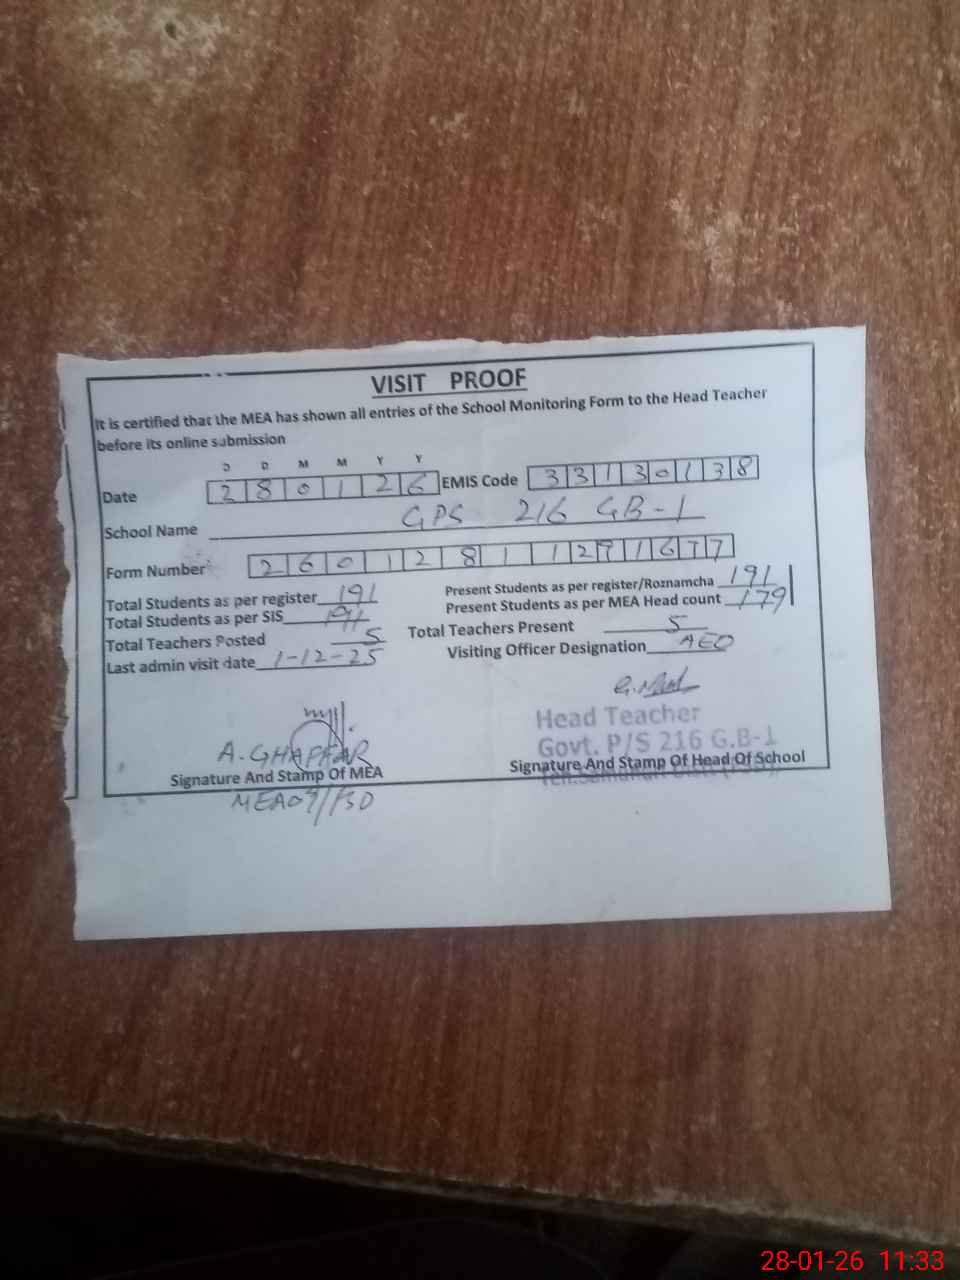 VISIT PROOF
It is certified that the MEA has shown all entries of the School Monitoring Form to the Head Teacher
before its online submission
D D M M Y Y
Date 2 8 0 1 2 6 EMIS Code 3 3 1 3 0 1 3 8
School Name GPS 216 GB-1
Form Number 2 6 0 1 2 8 1 1 2 9 1 6 7 7
Total Students as per register 191 Present Students as per register/Roznamcha 191
Total Students as per SIS 191 Present Students as per MEA Head count 179
Total Teachers Posted 5 Total Teachers Present 5
Last admin visit date 1-12-25 Visiting Officer Designation AEO
Head Teacher
Govt. P/S 216 G.B-1
A. GHAFFAR
Signature And Stamp Of MEA Signature And Stamp Of Head Of School
28-01-26 11:33